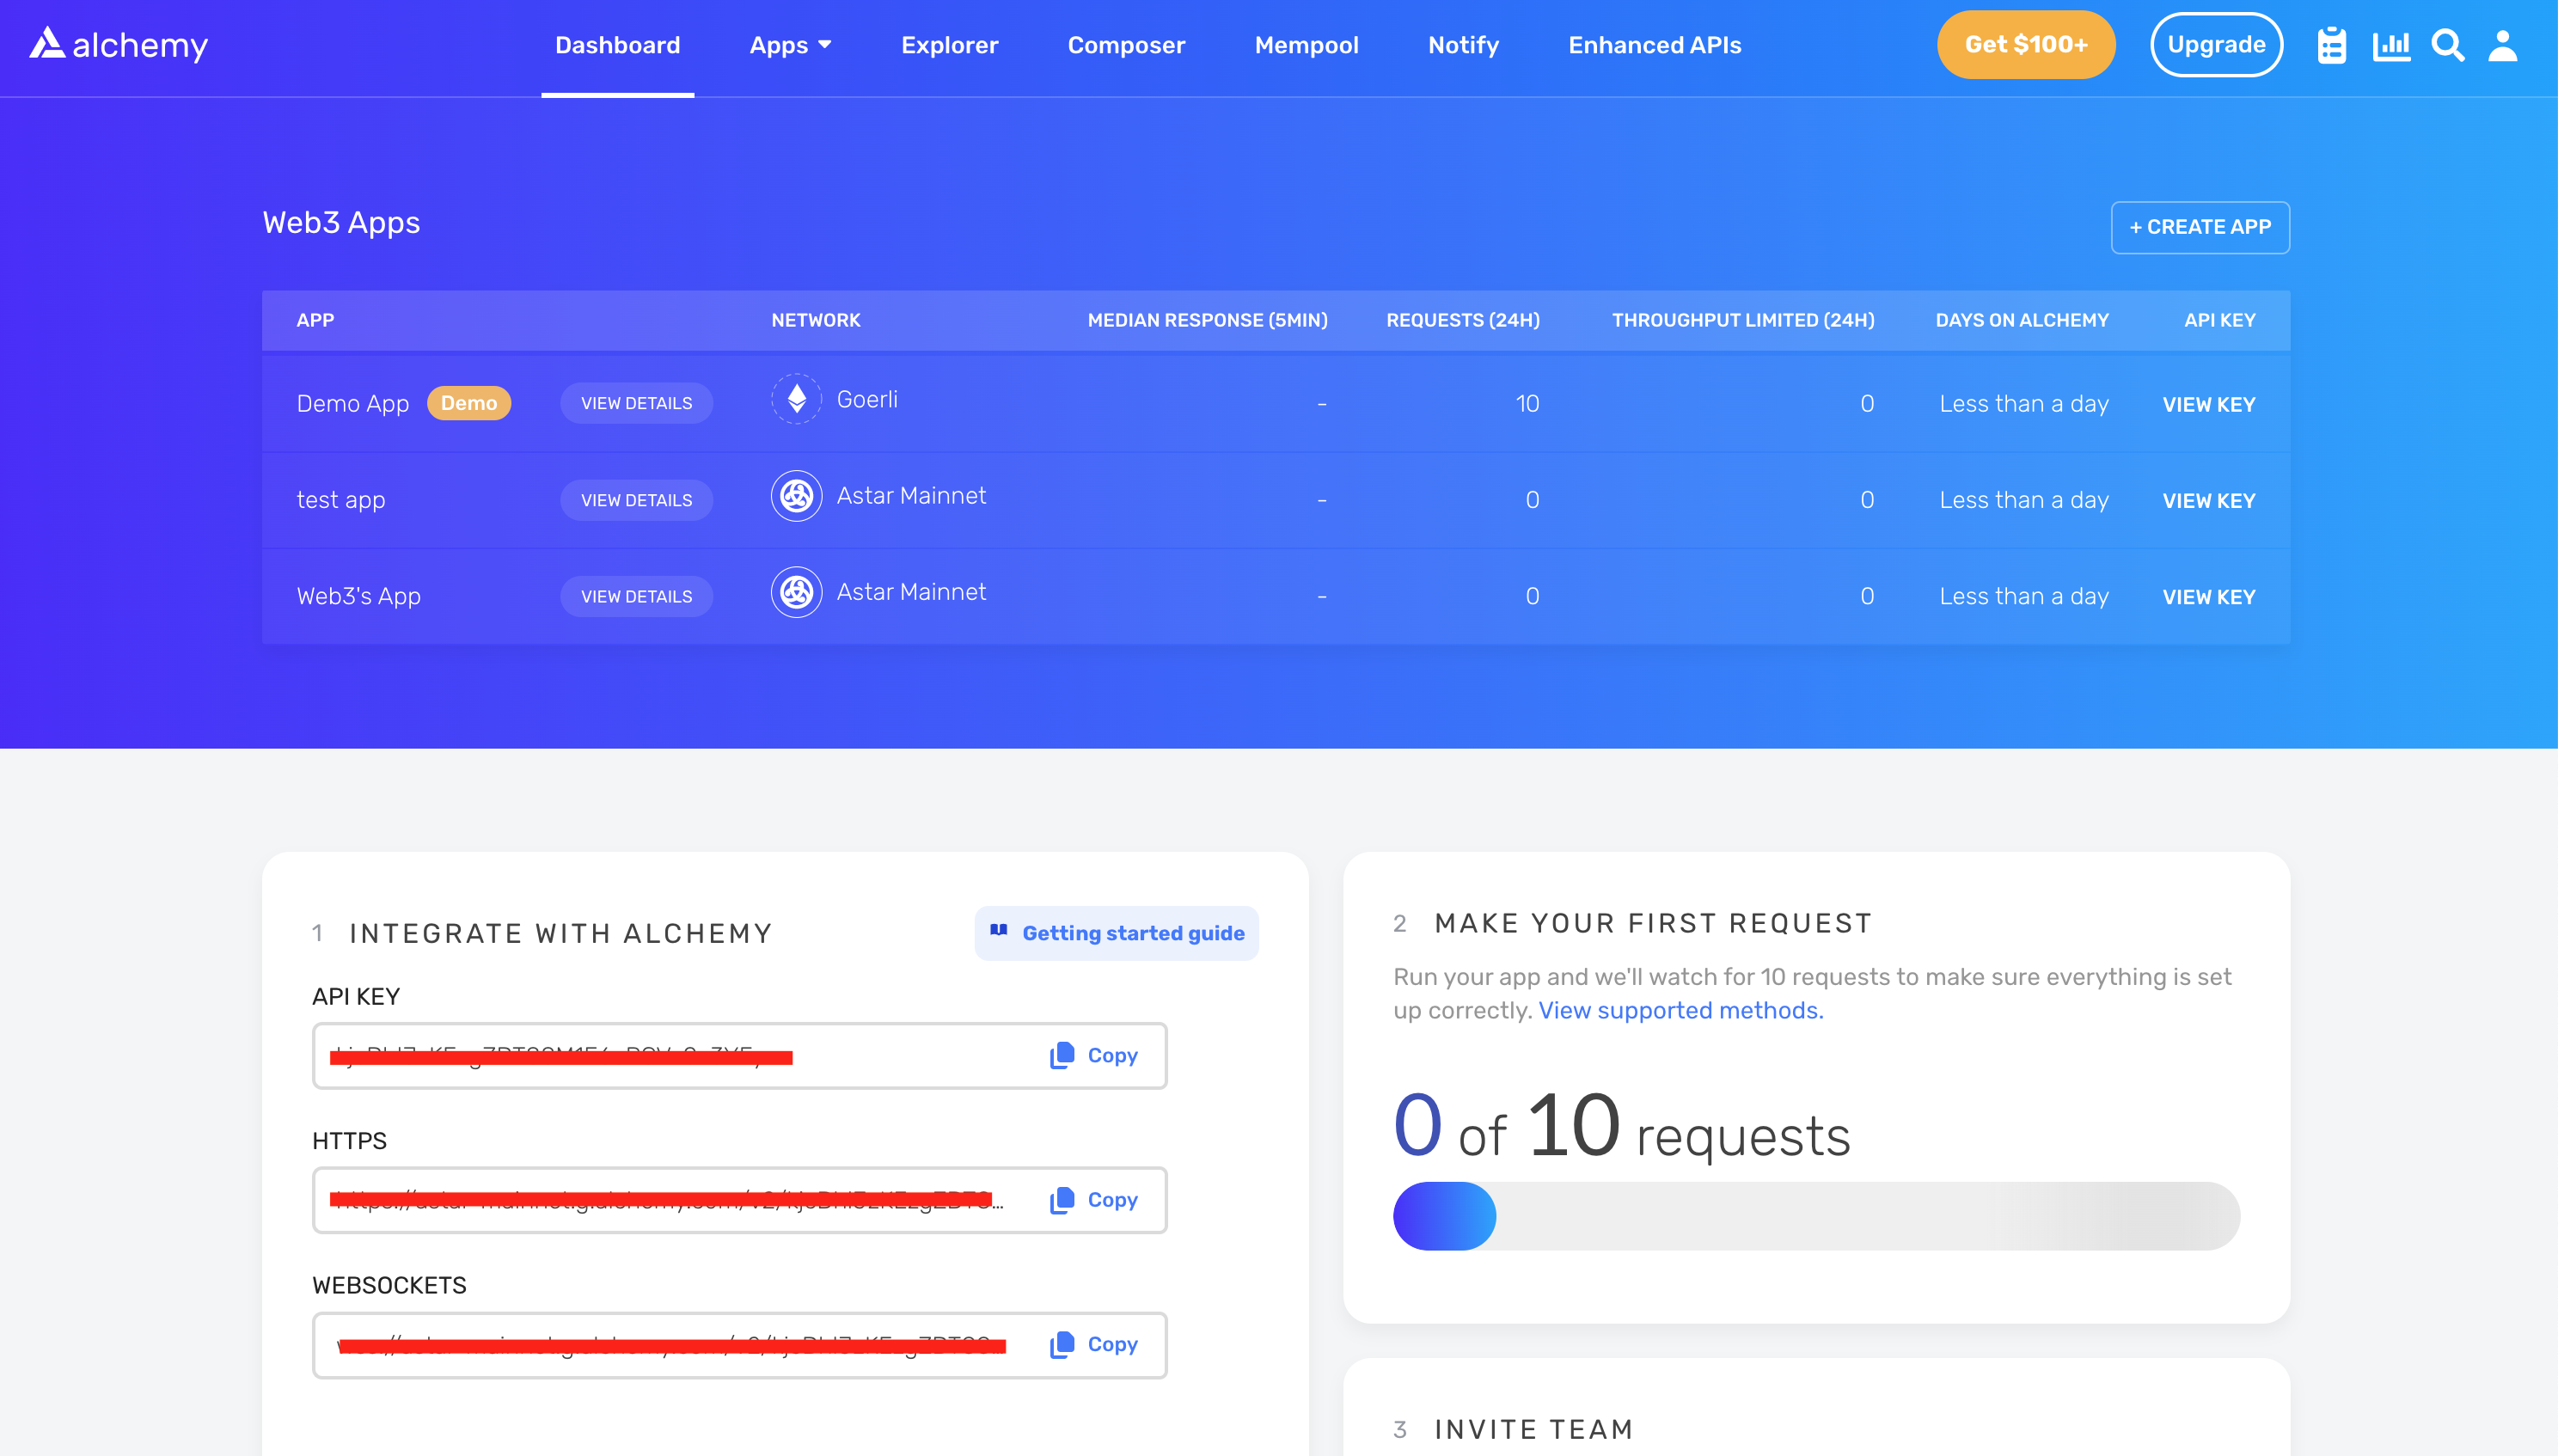 alchemy
Dashboard
Apps
Explorer
Composer
Mempool
Notify
Enhanced APIs
Get $100+
Upgrade
Web3 Apps
+ CREATE APP
APP NETWORK MEDIAN RESPONSE (5MIN) REQUESTS (24H) THROUGHPUT LIMITED (24H) DAYS ON ALCHEMY API KEY
Demo App Demo VIEW DETAILS Goerli - 10 0 Less than a day VIEW KEY
test app VIEW DETAILS Astar Mainnet - 0 0 Less than a day VIEW KEY
Web3's App VIEW DETAILS Astar Mainnet - 0 0 Less than a day VIEW KEY
1 INTEGRATE WITH ALCHEMY
Getting started guide
API KEY
Copy
HTTPS
Copy
WEBSOCKETS
Copy
2 MAKE YOUR FIRST REQUEST
Run your app and we'll watch for 10 requests to make sure everything is set
up correctly. View supported methods.
0 of 10 requests
3 INVITE TEAM